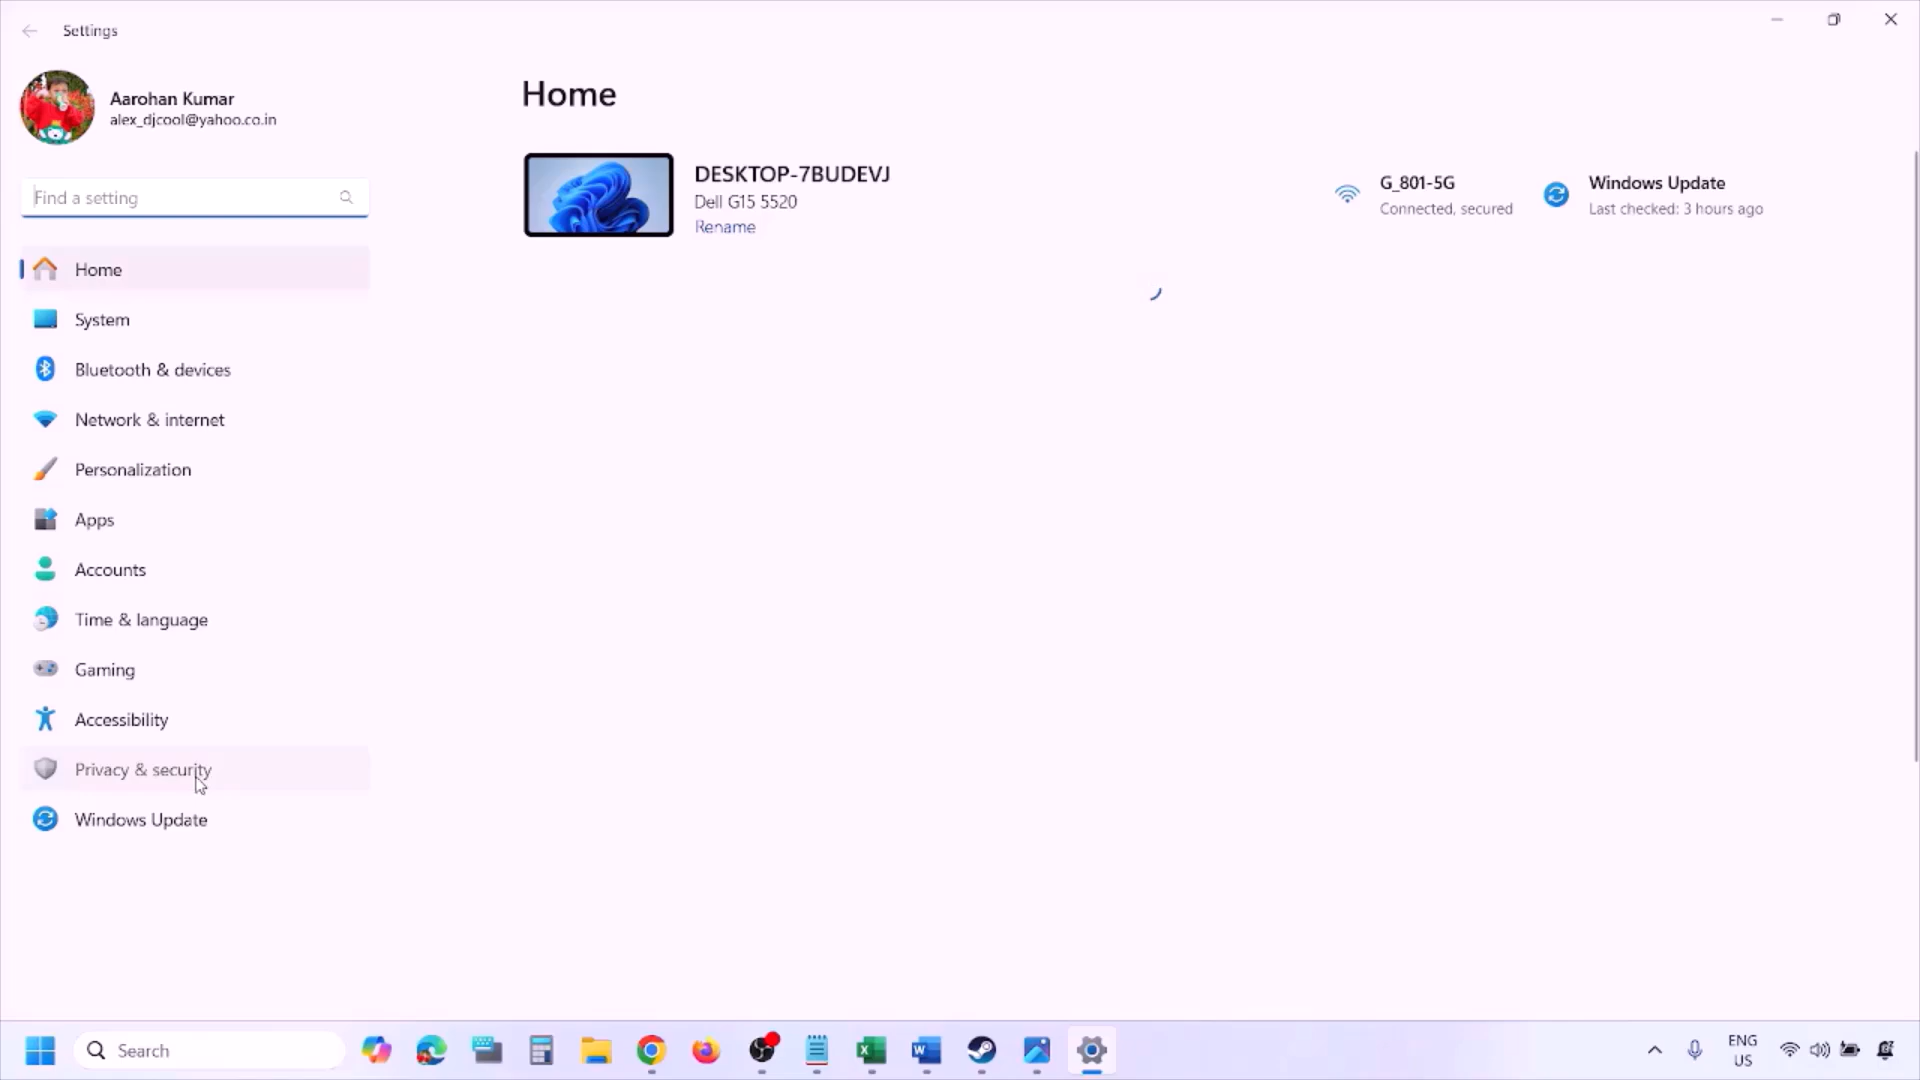 Settings
Aarohan Kumar
alex_djcool@yahoo.co.in
Find a setting
Home
System
Bluetooth & devices
Network & internet
Personalization
Apps
Accounts
Time & language
Gaming
Accessibility
Privacy & security
Windows Update
Home
DESKTOP-7BUDEVJ
Dell G15 5520
Rename
G_801-5G
Connected, secured
Windows Update
Last checked: 3 hours ago
Search
ENG
US